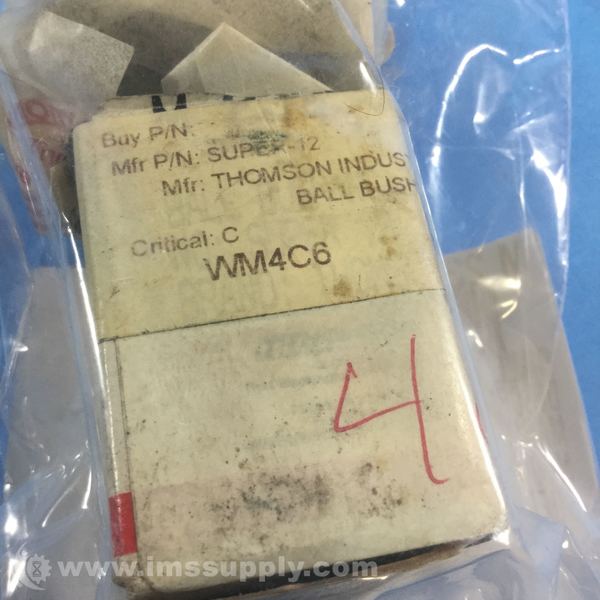 Buy P/N:
Mfr P/N: SUPER-12
Mfr: THOMSON INDUS
BALL BUSH
Critical: C
WM4C6
4
www.imssupply.com